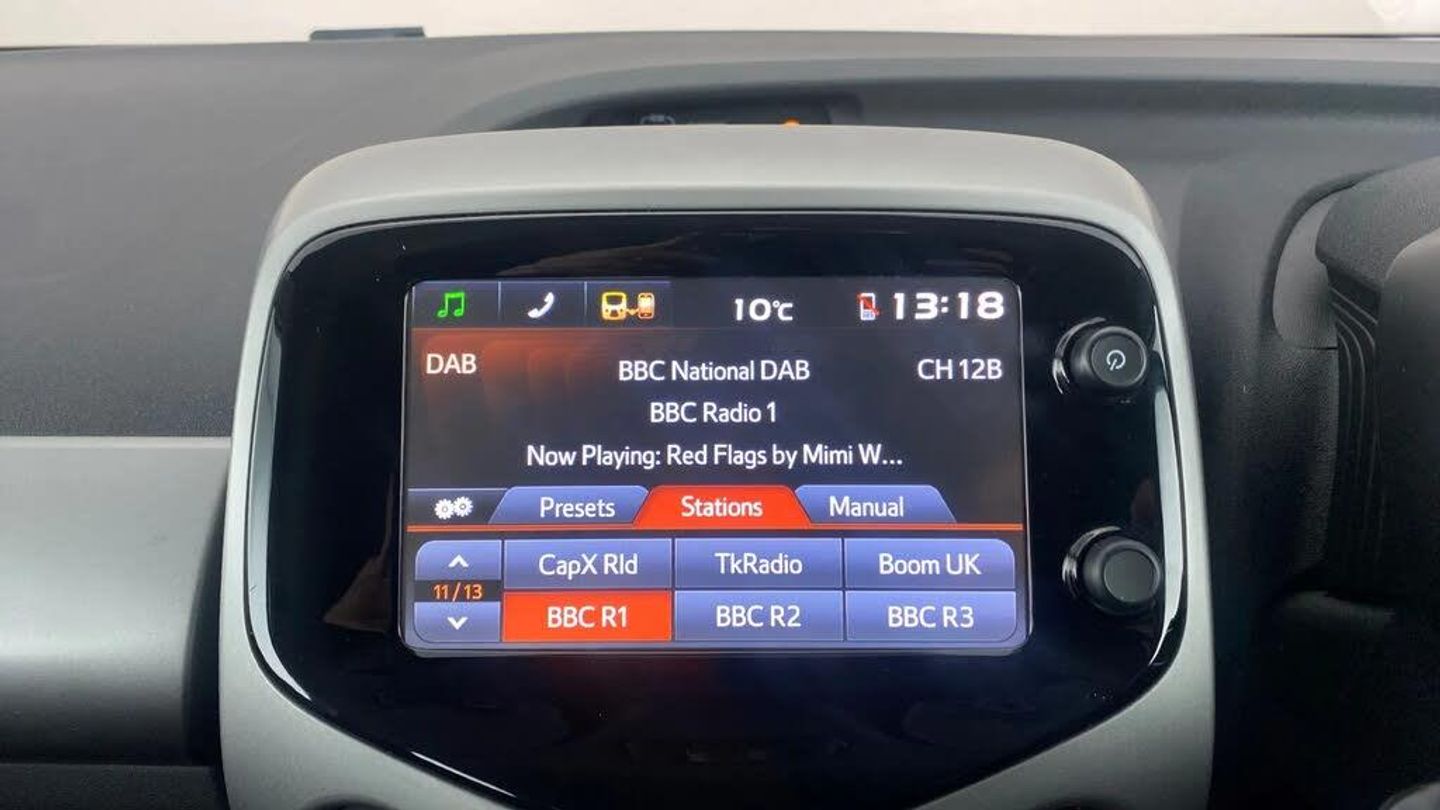 10°C 13:18
DAB BBC National DAB CH 12B
BBC Radio 1
Now Playing: Red Flags by Mimi W...
Presets Stations Manual
CapX Rld TkRadio Boom UK
11/13
BBC R1 BBC R2 BBC R3